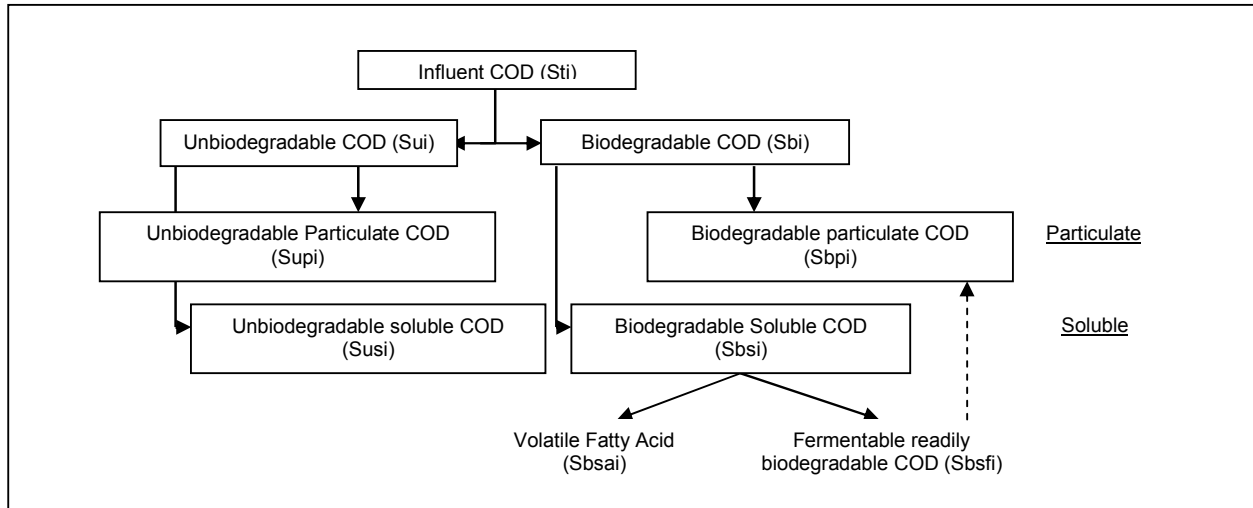 Influent COD (Sti)
Unbiodegradable COD (Sui)
Biodegradable COD (Sbi)
Unbiodegradable Particulate COD
(Supi)
Biodegradable particulate COD
(Sbpi)
Particulate
Unbiodegradable soluble COD
(Susi)
Biodegradable Soluble COD
(Sbsi)
Soluble
Volatile Fatty Acid
(Sbsai)
Fermentable readily
biodegradable COD (Sbsfi)